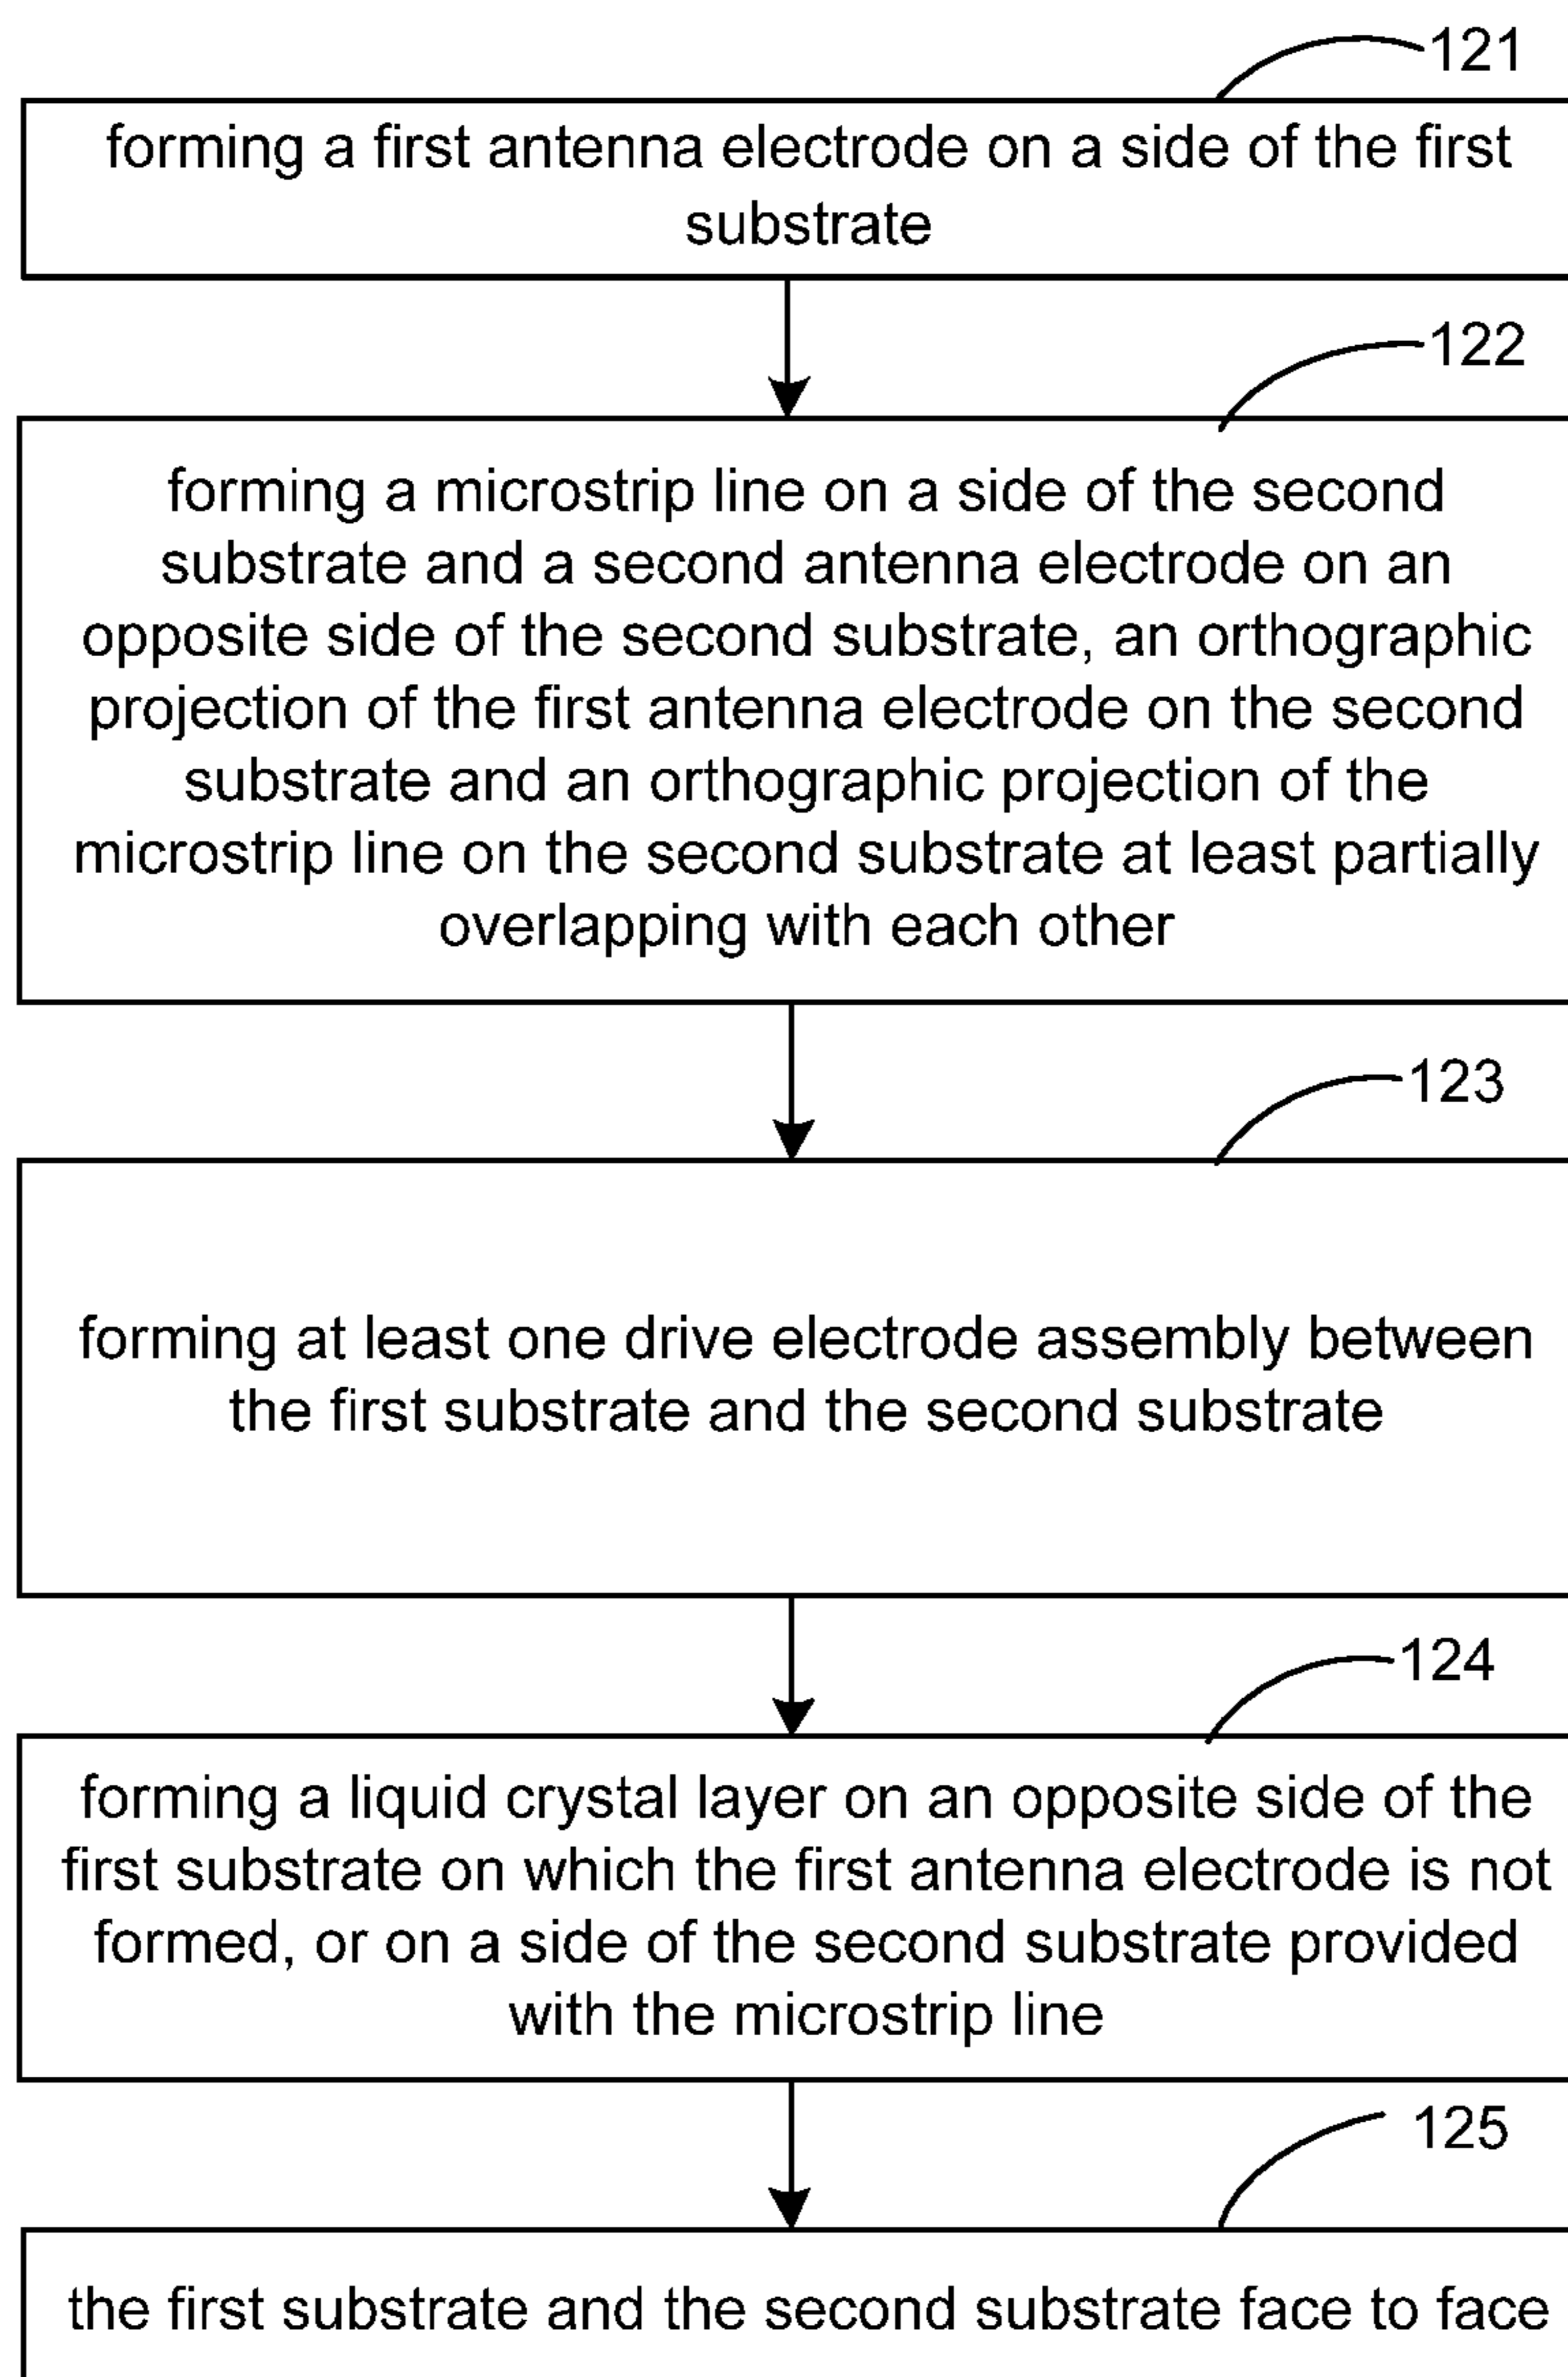 121
forming a first antenna electrode on a side of the first
substrate
122
forming a microstrip line on a side of the second
substrate and a second antenna electrode on an
opposite side of the second substrate, an orthographic
projection of the first antenna electrode on the second
substrate and an orthographic projection of the
microstrip line on the second substrate at least partially
overlapping with each other
123
forming at least one drive electrode assembly between
the first substrate and the second substrate
124
forming a liquid crystal layer on an opposite side of the
first substrate on which the first antenna electrode is not
formed, or on a side of the second substrate provided
with the microstrip line
125
the first substrate and the second substrate face to face